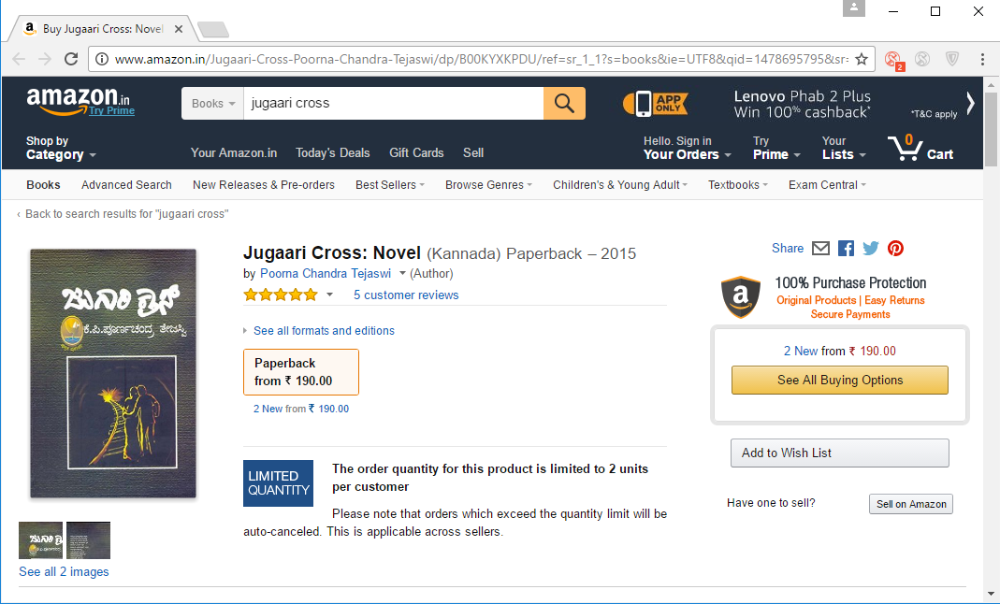 Buy Jugaari Cross: Novel
www.amazon.in/Jugaari-Cross-Poorna-Chandra-Tejaswi/dp/B00KYXKPDU/ref=sr_1_1?s=books&ie=UTF8&qid=1478695795&sr=
2
amazon.in
Try Prime
Books
jugaari cross
APP ONLY
Lenovo Phab 2 Plus
Win 100% cashback*
*T&C apply
Shop by
Category
Your Amazon.in Today's Deals Gift Cards Sell
Hello. Sign in
Your Orders
Try
Prime
Your
Lists
0
Cart
Books Advanced Search New Releases & Pre-orders Best Sellers Browse Genres Children's & Young Adult Textbooks Exam Central
‹ Back to search results for "jugaari cross"
ಜುಗಾರಿ ಕ್ರಾಸ್
ಕೆ.ಪಿ.ಪೂರ್ಣಚಂದ್ರ ತೇಜಸ್ವಿ
See all 2 images
Jugaari Cross: Novel (Kannada) Paperback – 2015
by Poorna Chandra Tejaswi (Author)
5 customer reviews
See all formats and editions
Paperback
from ₹ 190.00
2 New from ₹ 190.00
LIMITED
QUANTITY
The order quantity for this product is limited to 2 units
per customer
Please note that orders which exceed the quantity limit will be
auto-canceled. This is applicable across sellers.
Share
a
100% Purchase Protection
Original Products | Easy Returns
Secure Payments
2 New from ₹ 190.00
See All Buying Options
Add to Wish List
Have one to sell?
Sell on Amazon